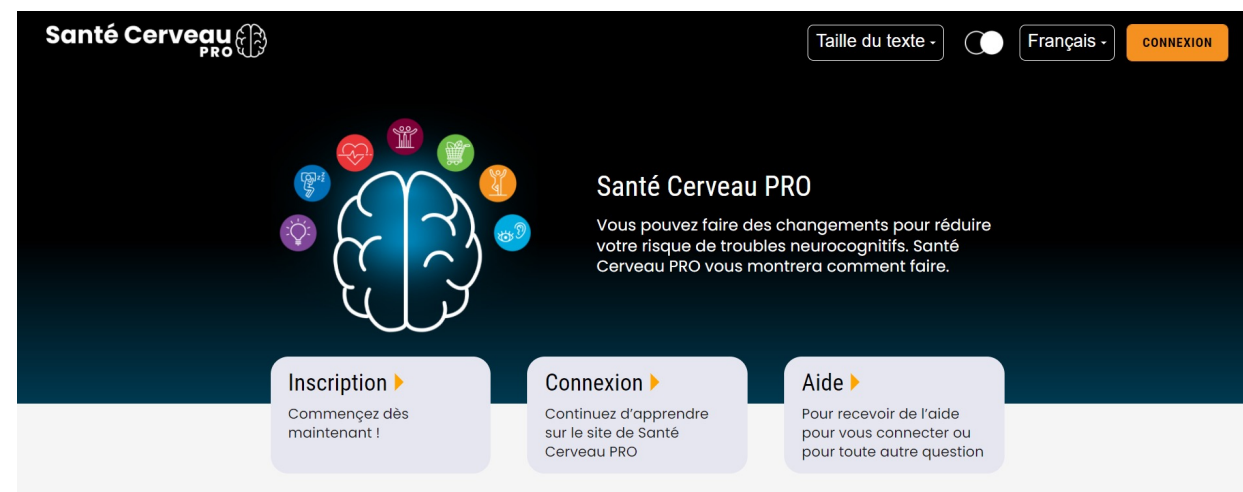 Santé Cerveau
PRO
Taille du texte
Français
CONNEXION
zz
Santé Cerveau PRO
Vous pouvez faire des changements pour réduire
votre risque de troubles neurocognitifs. Santé
Cerveau PRO vous montrera comment faire.
Inscription
Commençez dès
maintenant !
Connexion
Continuez d'apprendre
sur le site de Santé
Cerveau PRO
Aide
Pour recevoir de l'aide
pour vous connecter ou
pour toute autre question